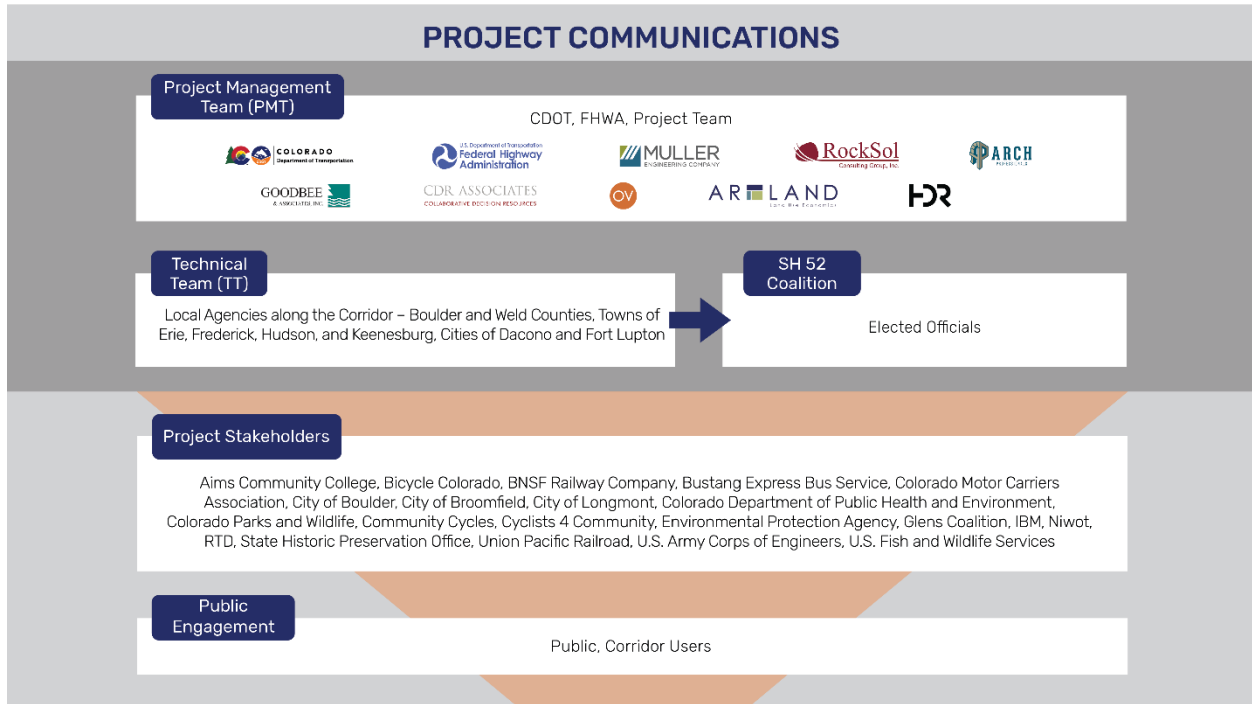 PROJECT COMMUNICATIONS
Project Management
Team (PMT)
CDOT, FHWA, Project Team
COLORADO
Department of Transportation
U.S. Department of Transportation
Federal Highway
Administration
MULLER
ENGINEERING COMPANY
RockSol
Consulting Group, Inc.
PARCH
GOODBEE
& ASSOCIATES, INC.
CDR ASSOCIATES
COLLABORATIVE DECISION RESOURCES
OV
ARLAND
Land Use Economics
HDR
Technical
Team (TT)
Local Agencies along the Corridor – Boulder and Weld Counties, Towns of
Erie, Frederick, Hudson, and Keenesburg, Cities of Dacono and Fort Lupton
SH 52
Coalition
Elected Officials
Project Stakeholders
Aims Community College, Bicycle Colorado, BNSF Railway Company, Bustang Express Bus Service, Colorado Motor Carriers
Association, City of Boulder, City of Broomfield, City of Longmont, Colorado Department of Public Health and Environment,
Colorado Parks and Wildlife, Community Cycles, Cyclists 4 Community, Environmental Protection Agency, Glens Coalition, IBM, Niwot,
RTD, State Historic Preservation Office, Union Pacific Railroad, U.S. Army Corps of Engineers, U.S. Fish and Wildlife Services
Public
Engagement
Public, Corridor Users